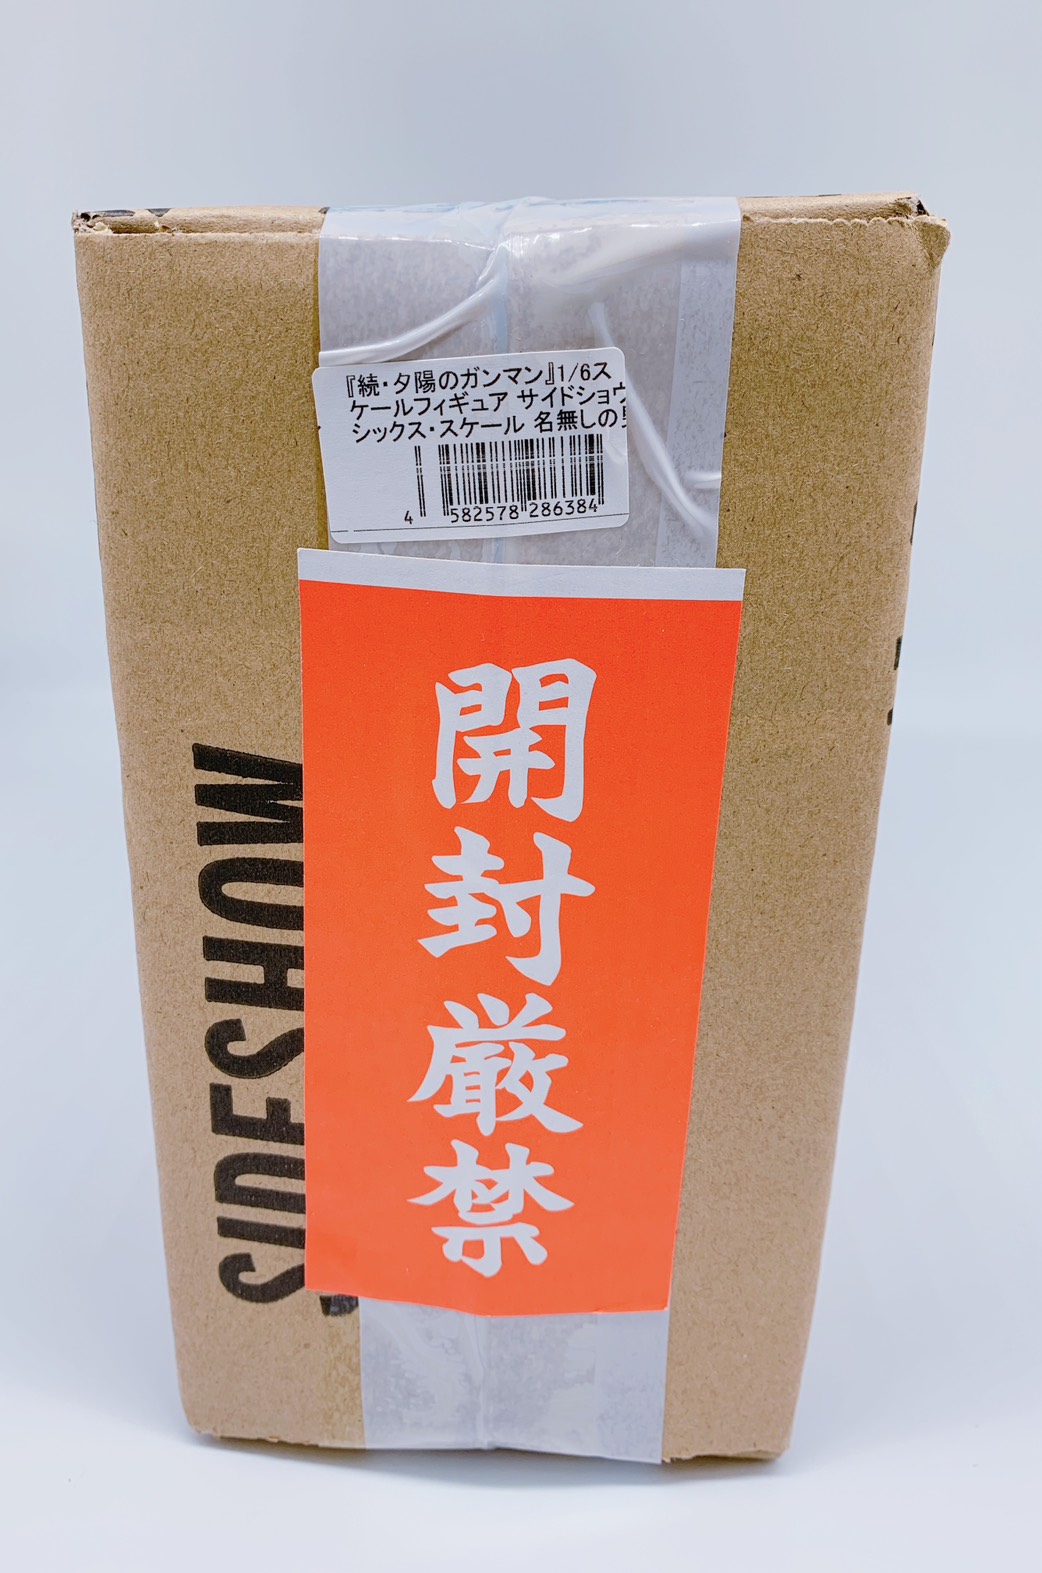 『続・夕陽のガンマン』1/6ス
ケールフィギュア サイドショウ
シックス・スケール 名無しの
4 582578 286384
開封厳禁
SIDESHOW